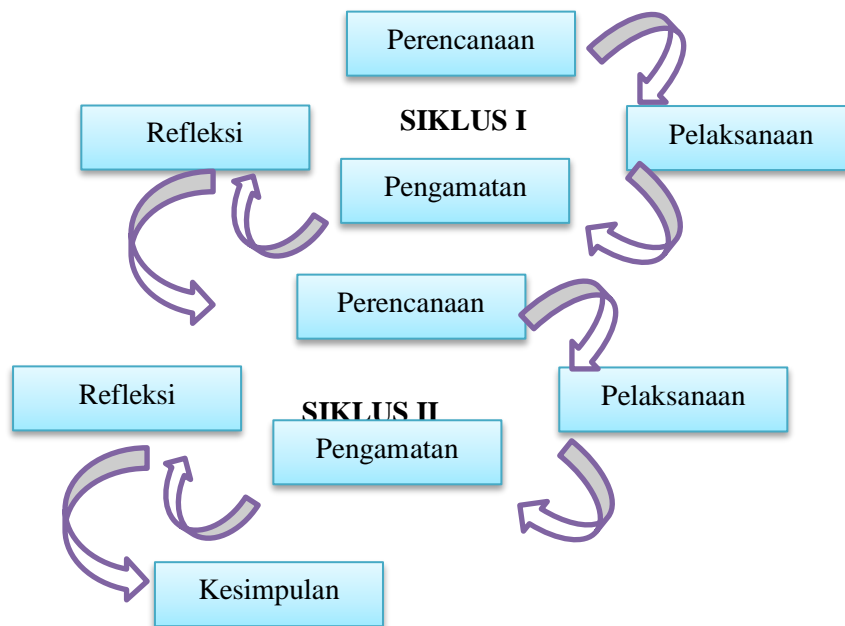 Perencanaan
SIKLUS I
Refleksi
Pelaksanaan
Pengamatan
Perencanaan
Refleksi
Pelaksanaan
SIKLUS II
Pengamatan
Kesimpulan